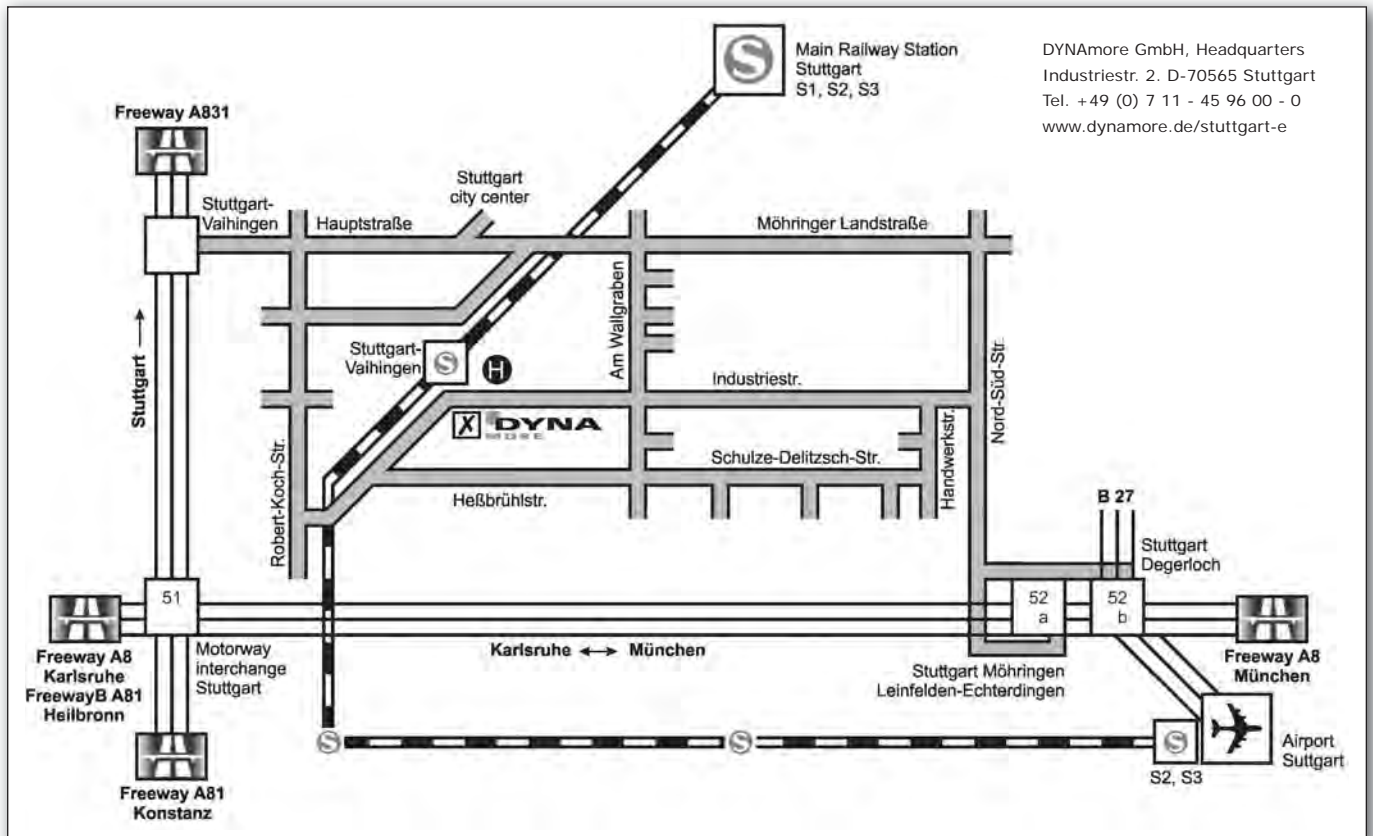 DYNAmore GmbH, Headquarters
Industriestr. 2. D-70565 Stuttgart
Tel. +49 (0) 7 11 - 45 96 00 - 0
www.dynamore.de/stuttgart-e
S
Main Railway Station
Stuttgart
S1, S2, S3
Freeway A831
Stuttgart
city center
Stuttgart-
Vaihingen
Hauptstraße
Möhringer Landstraße
Am Wallgraben
Stuttgart
Stuttgart-
Vaihingen
S
H
Industriestr.
Nord-Süd-Str.
X DYNA
MORE
Robert-Koch-Str.
Schulze-Delitzsch-Str.
Handwerkstr.
Heßbrühlstr.
B 27
Stuttgart
Degerloch
51
52
a
52
b
Freeway A8
Karlsruhe
FreewayB A81
Heilbronn
Motorway
interchange
Stuttgart
Karlsruhe ↔ München
Stuttgart Möhringen
Leinfelden-Echterdingen
Freeway A8
München
S
S
S
S2, S3
Airport
Suttgart
Freeway A81
Konstanz